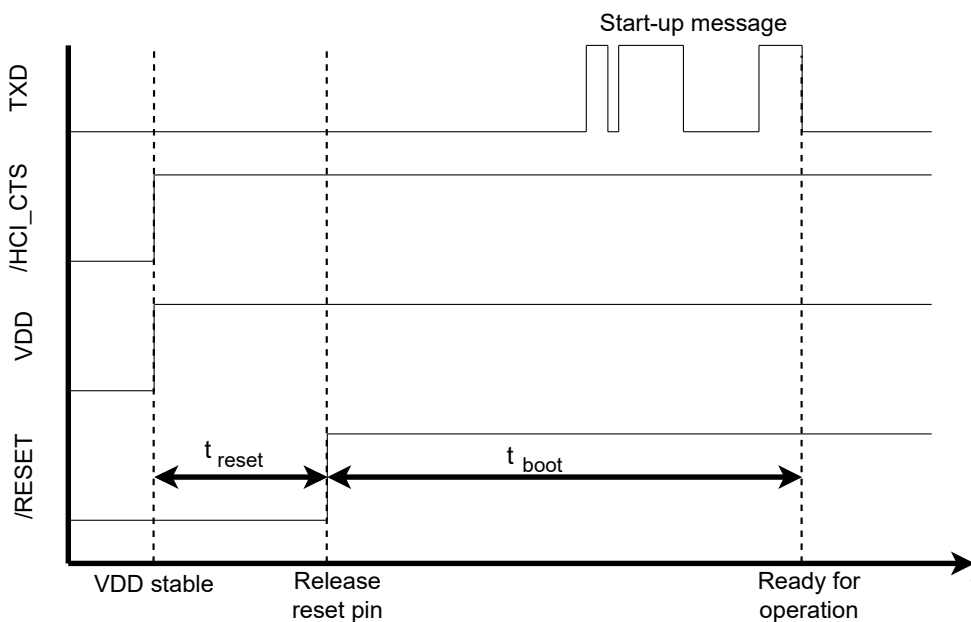 Start-up message
TXD
/HCI_CTS
VDD
/RESET
t reset
t boot
VDD stable
Release
reset pin
Ready for
operation